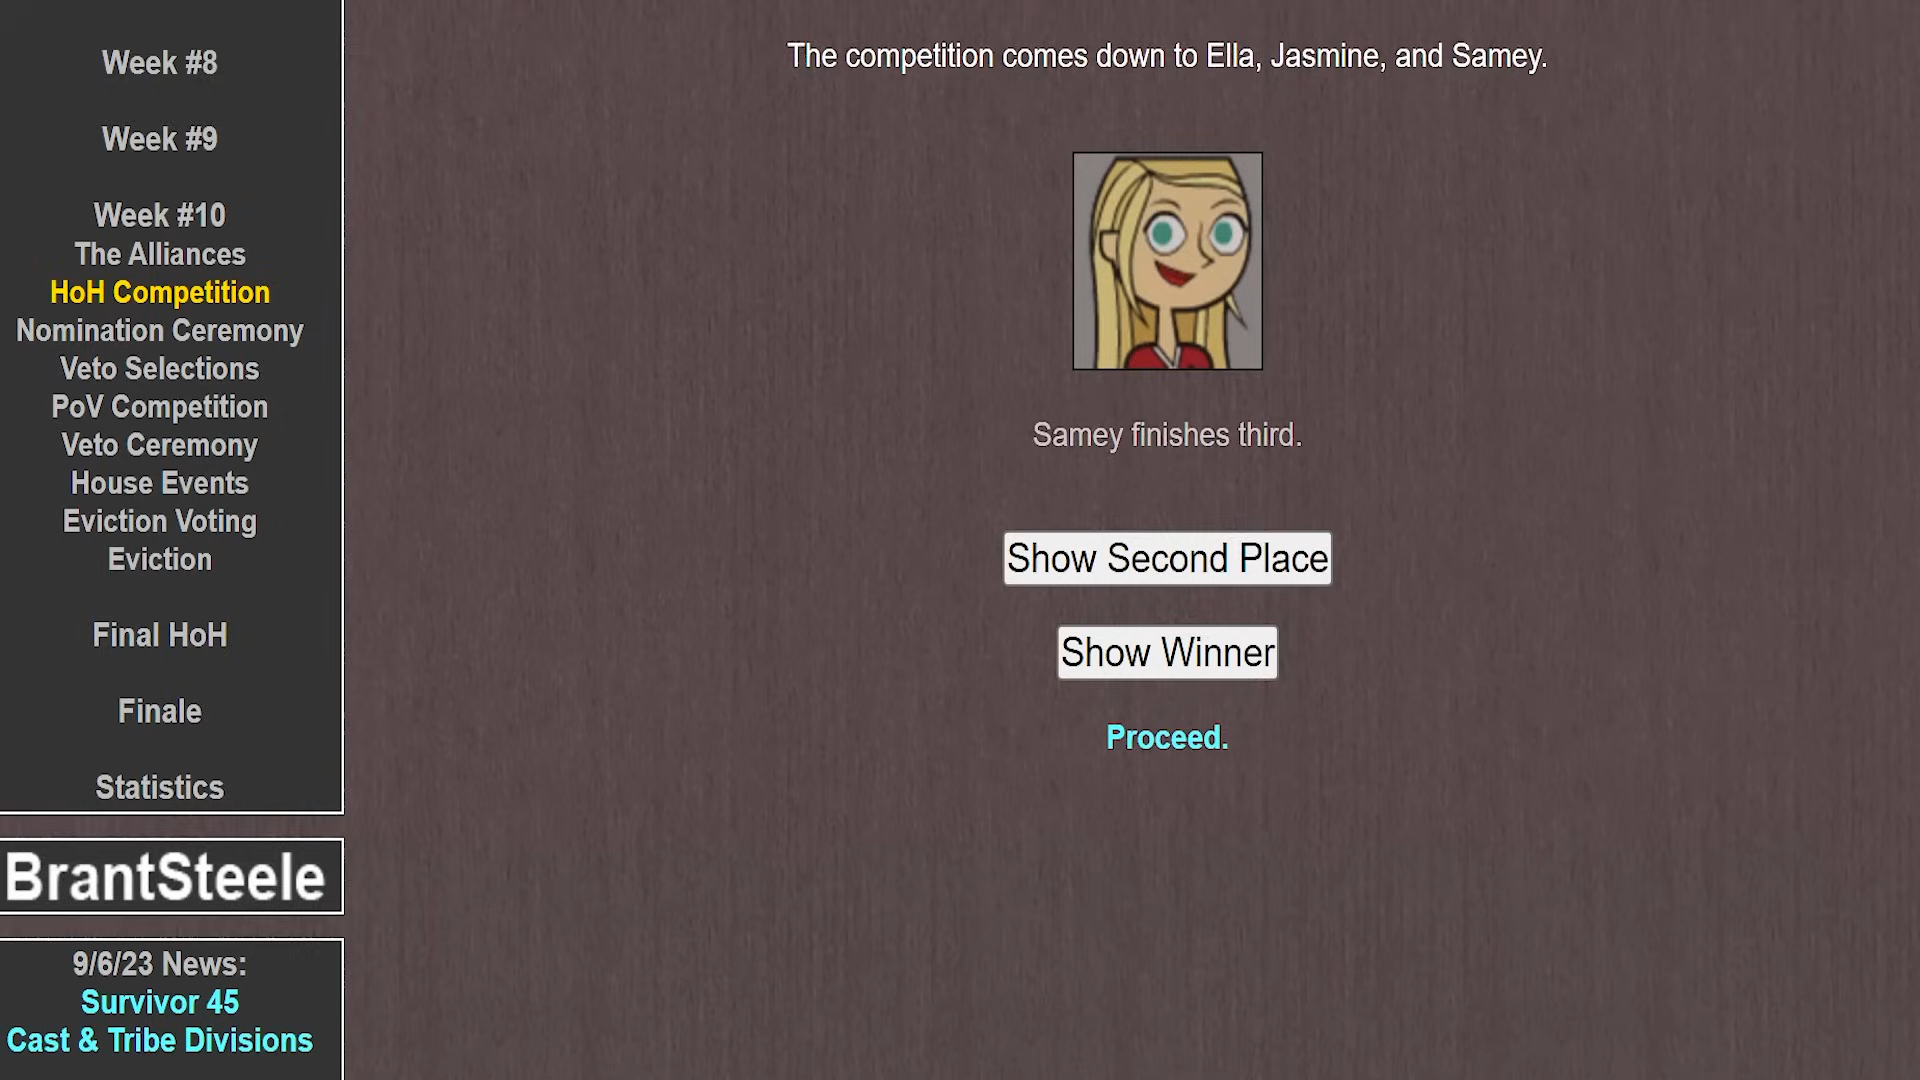 Week #8
Week #9
Week #10
The Alliances
HoH Competition
Nomination Ceremony
Veto Selections
PoV Competition
Veto Ceremony
House Events
Eviction Voting
Eviction
Final HoH
Finale
Statistics
BrantSteele
9/6/23 News:
Survivor 45
Cast & Tribe Divisions
The competition comes down to Ella, Jasmine, and Samey.
Samey finishes third.
Show Second Place
Show Winner
Proceed.